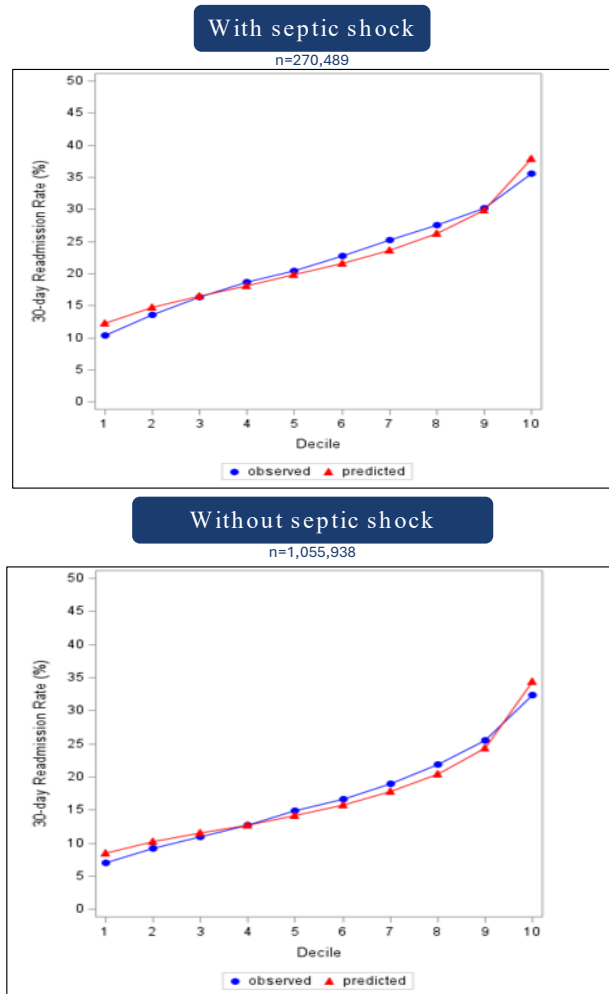 With septic shock
n=270,489
50
45
40
35
30
25
20
15
10
5
0
30-day Readmission Rate (%)
1 2 3 4 5 6 7 8 9 10
Decile
observed predicted
Without septic shock
n=1,055,938
50
45
40
35
30
25
20
15
10
5
0
30-day Readmission Rate (%)
1 2 3 4 5 6 7 8 9 10
Decile
observed predicted